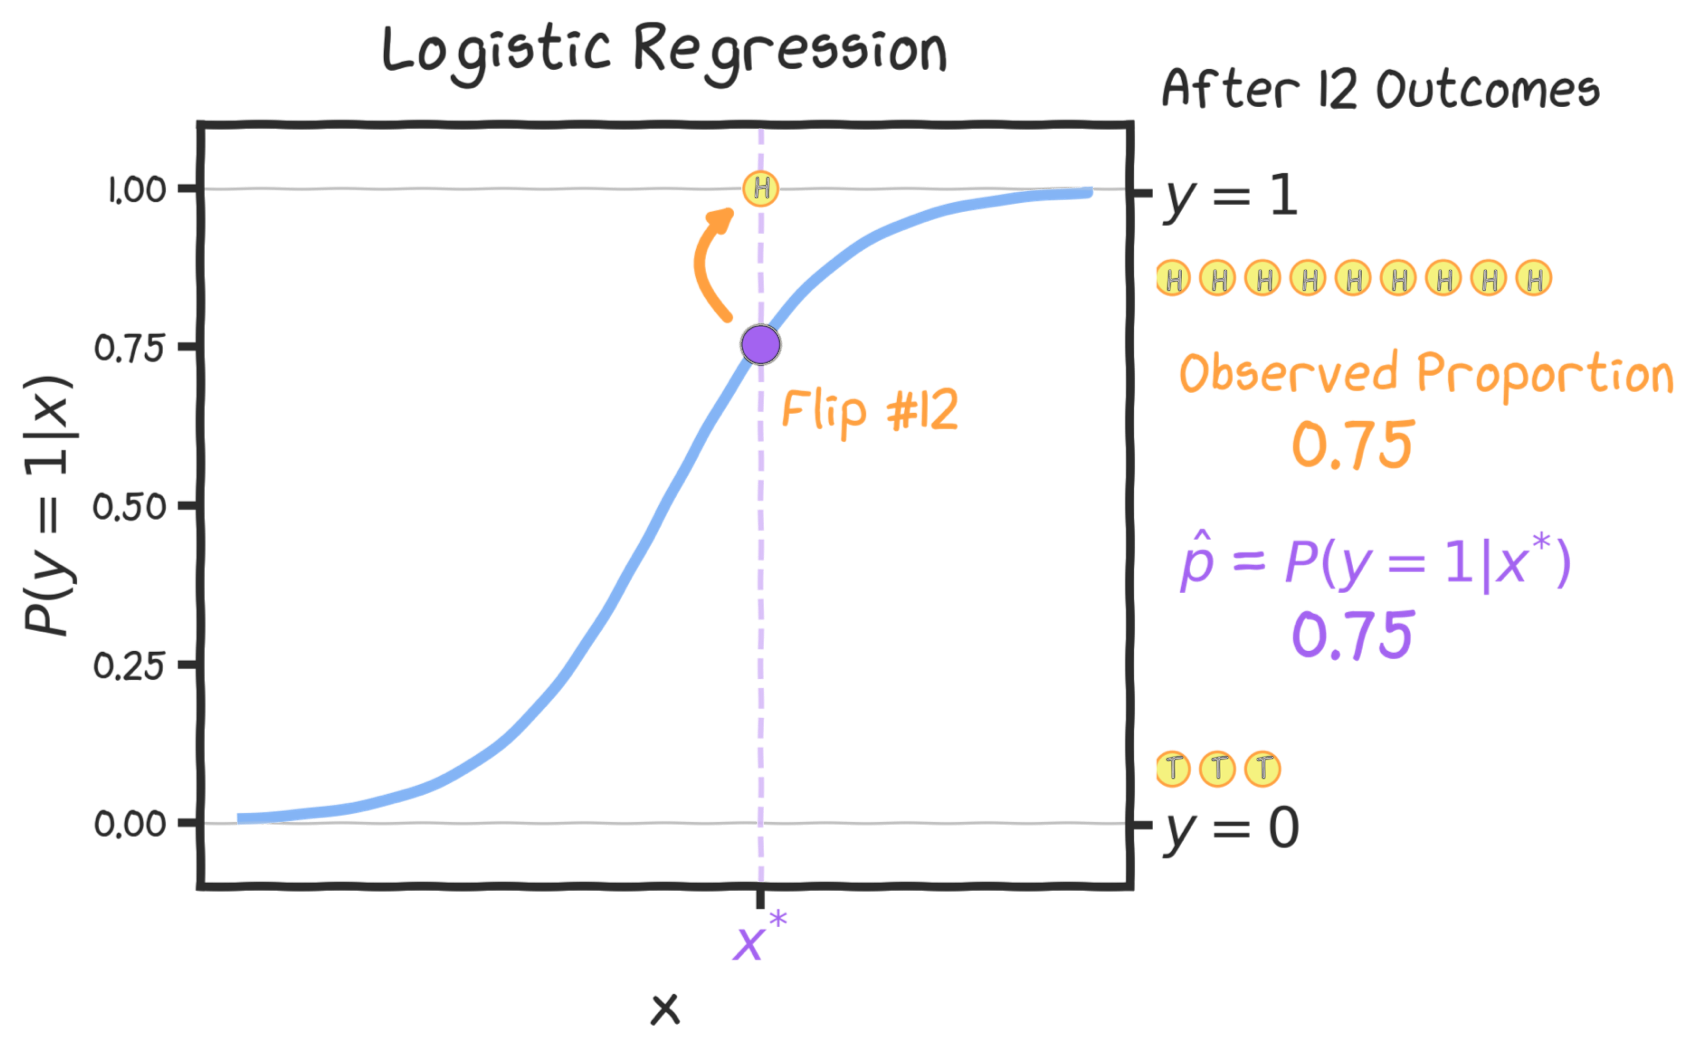 Logistic Regression
After 12 Outcomes
1.00
0.75
0.50
0.25
0.00
P(y = 1|x)
H
Flip #12
x*
x
y = 1
H H H H H H H H H
Observed Proportion
0.75
p̂ = P(y = 1|x*)
0.75
T T T
y = 0